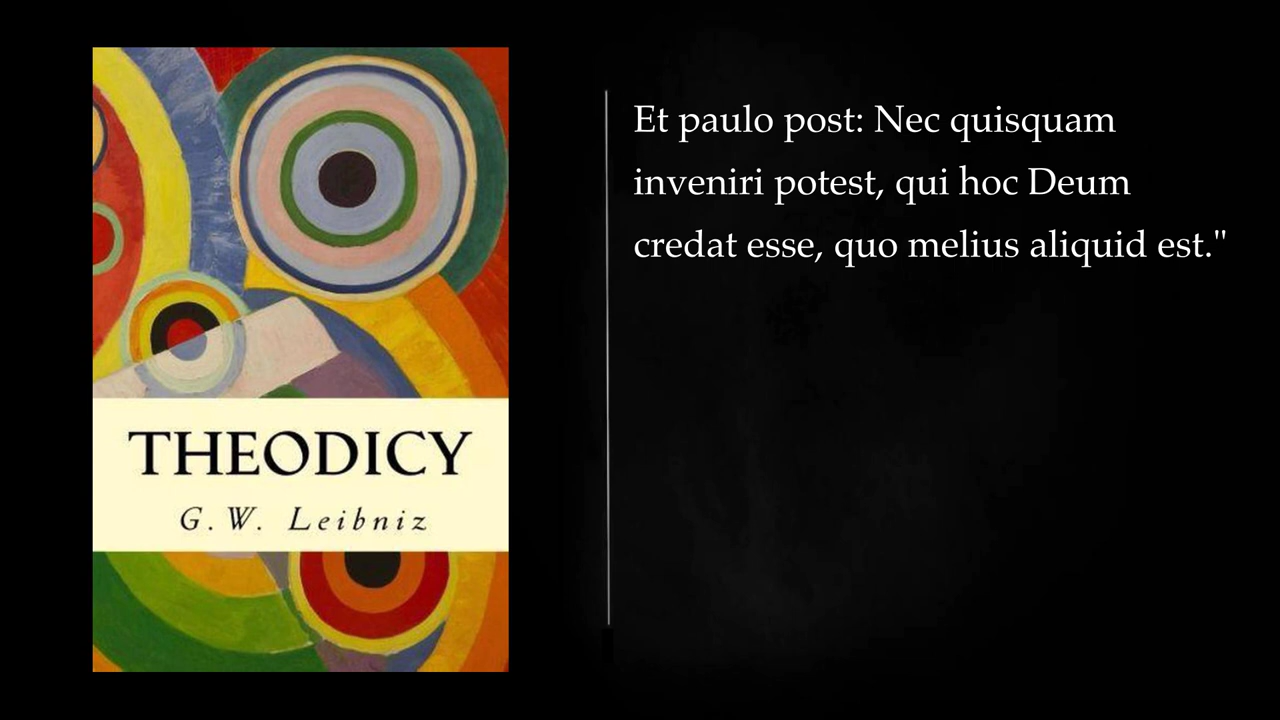 THEODICY
G. W. Leibniz
Et paulo post: Nec quisquam
inveniri potest, qui hoc Deum
credat esse, quo melius aliquid est."